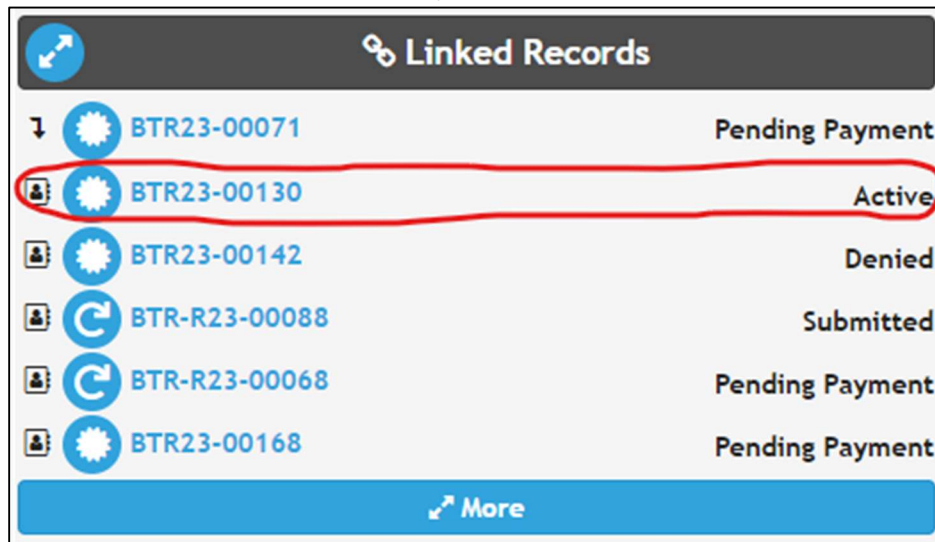 Linked Records
BTR23-00071 Pending Payment
BTR23-00130 Active
BTR23-00142 Denied
BTR-R23-00088 Submitted
BTR-R23-00068 Pending Payment
BTR23-00168 Pending Payment
More